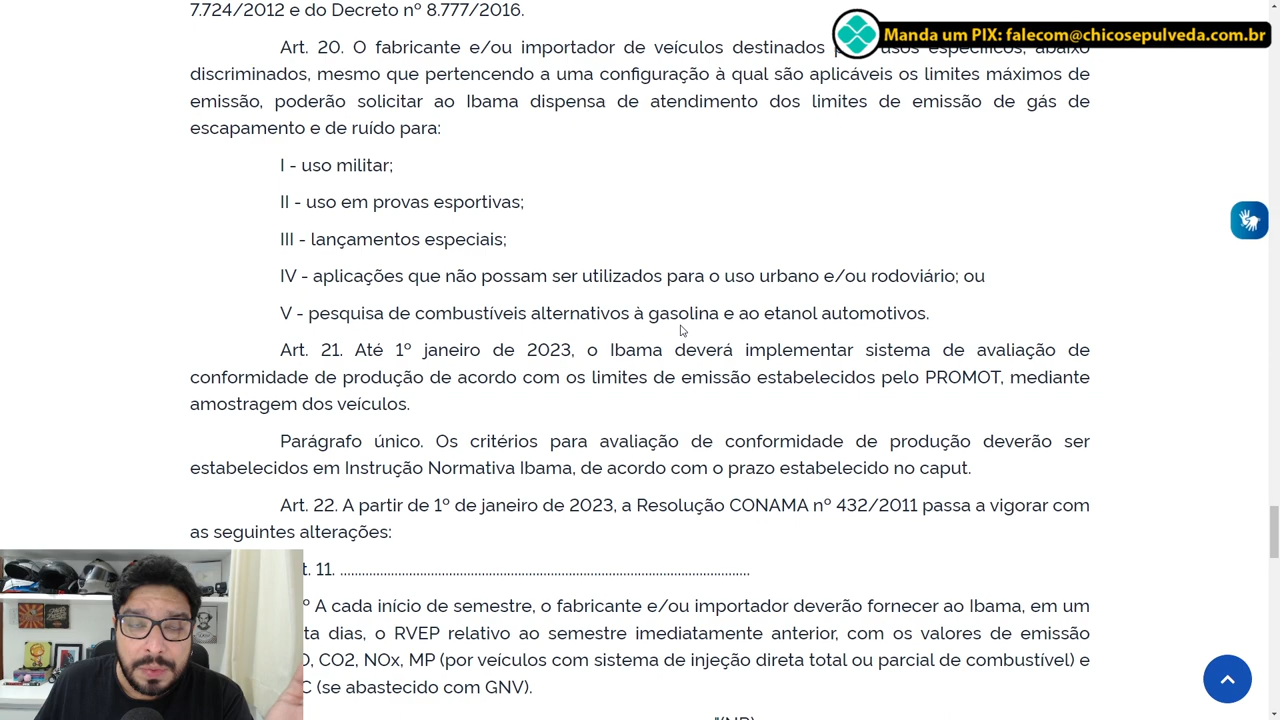 7.724/2012 e do Decreto nº 8.777/2016.
Manda um PIX: falecom@chicosepulveda.com.br
Art. 20. O fabricante e/ou importador de veículos destinados
discriminados, mesmo que pertencendo a uma configuração à qual são aplicáveis os limites máximos de
emissão, poderão solicitar ao Ibama dispensa de atendimento dos limites de emissão de gás de
escapamento e de ruído para:
I - uso militar;
II - uso em provas esportivas;
III - lançamentos especiais;
IV - aplicações que não possam ser utilizados para o uso urbano e/ou rodoviário; ou
V - pesquisa de combustíveis alternativos à gasolina e ao etanol automotivos.
Art. 21. Até 1º janeiro de 2023, o Ibama deverá implementar sistema de avaliação de
conformidade de produção de acordo com os limites de emissão estabelecidos pelo PROMOT, mediante
amostragem dos veículos.
Parágrafo único. Os critérios para avaliação de conformidade de produção deverão ser
estabelecidos em Instrução Normativa Ibama, de acordo com o prazo estabelecido no caput.
Art. 22. A partir de 1º de janeiro de 2023, a Resolução CONAMA nº 432/2011 passa a vigorar com
as seguintes alterações:
t. 11. ..........................................................................................................
º A cada início de semestre, o fabricante e/ou importador deverão fornecer ao Ibama, em um
ta dias, o RVEP relativo ao semestre imediatamente anterior, com os valores de emissão
O, CO2, NOx, MP (por veículos com sistema de injeção direta total ou parcial de combustível) e
C (se abastecido com GNV).
"(NR)